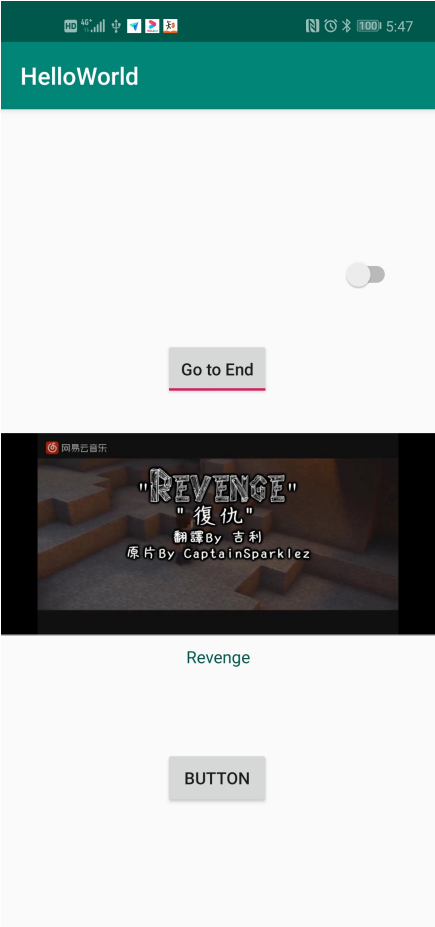 HD 4G+ 100 5:47
HelloWorld
Go to End
网易云音乐
"REVENGE"
"復仇"
翻譯By 吉利
原片By CaptainSparklez
Revenge
BUTTON